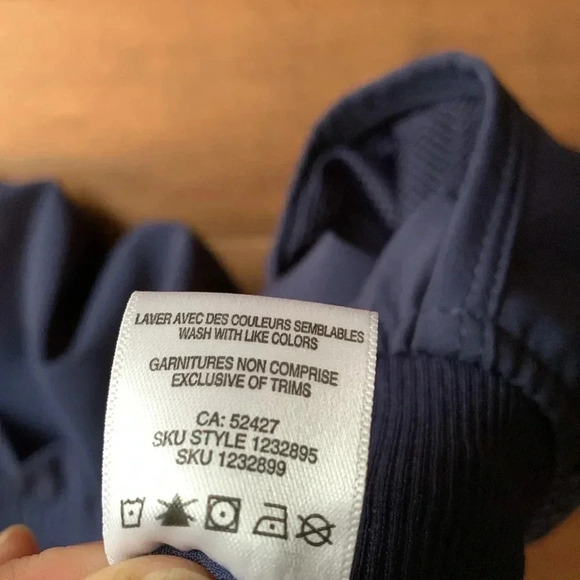 LAVER AVEC DES COULEURS SEMBLABLES
WASH WITH LIKE COLORS
GARNITURES NON COMPRISE
EXCLUSIVE OF TRIMS
CA: 52427
SKU STYLE 1232895
SKU 1232899